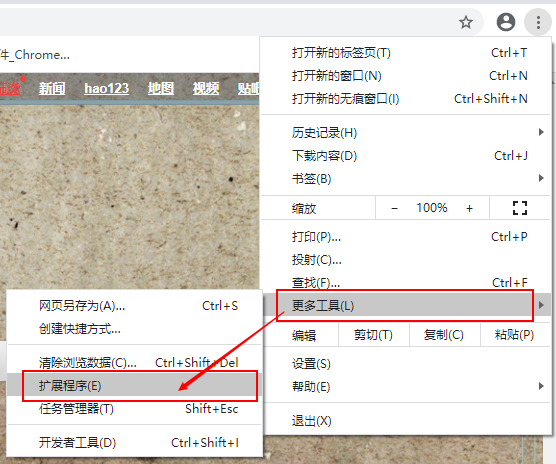 件_Chrome...
新闻 hao123 地图 视频 贴吧
打开新的标签页(T) Ctrl+T
打开新的窗口(N) Ctrl+N
打开新的无痕窗口(I) Ctrl+Shift+N
历史记录(H)
下载内容(D) Ctrl+J
书签(B)
缩放 − 100% +
打印(P)... Ctrl+P
投射(C)...
查找(F)... Ctrl+F
更多工具(L)
编辑 剪切(T) 复制(C) 粘贴(P)
设置(S)
帮助(E)
退出(X)
网页另存为(A)... Ctrl+S
创建快捷方式...
清除浏览数据(C)... Ctrl+Shift+Del
扩展程序(E)
任务管理器(T) Shift+Esc
开发者工具(D) Ctrl+Shift+I